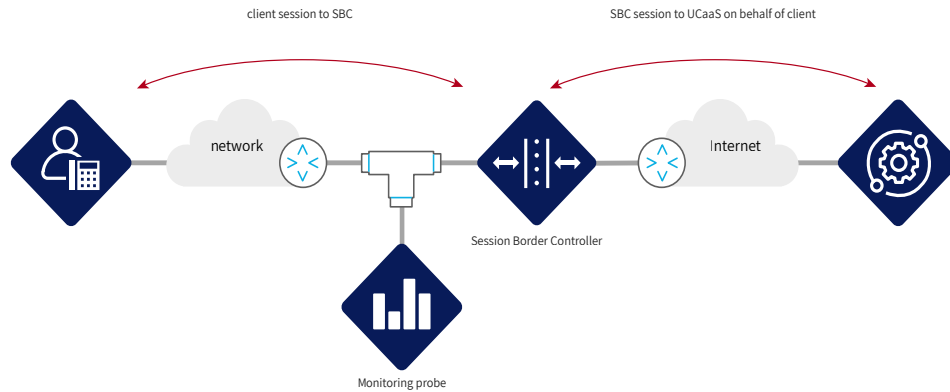 client session to SBC
SBC session to UCaaS on behalf of client
network
Internet
Session Border Controller
Monitoring probe